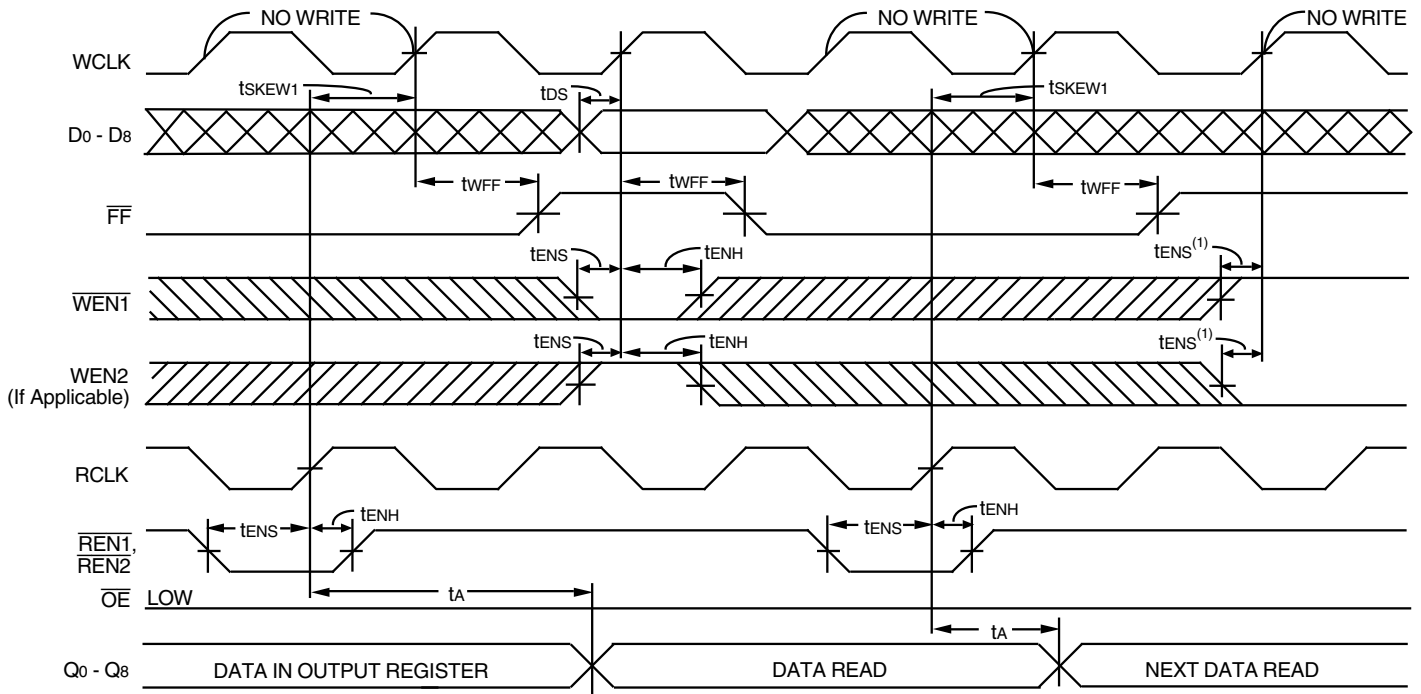 NO WRITE NO WRITE NO WRITE
WCLK
tSKEW1 tDS tSKEW1
D0 - D8
tWFF tWFF tWFF
FF
tENS tENH tENS(1)
WEN1
tENS tENH tENS(1)
WEN2
(If Applicable)
RCLK
tENS tENH tENS tENH
REN1,
REN2
OE LOW
tA tA
Q0 - Q8 DATA IN OUTPUT REGISTER DATA READ NEXT DATA READ